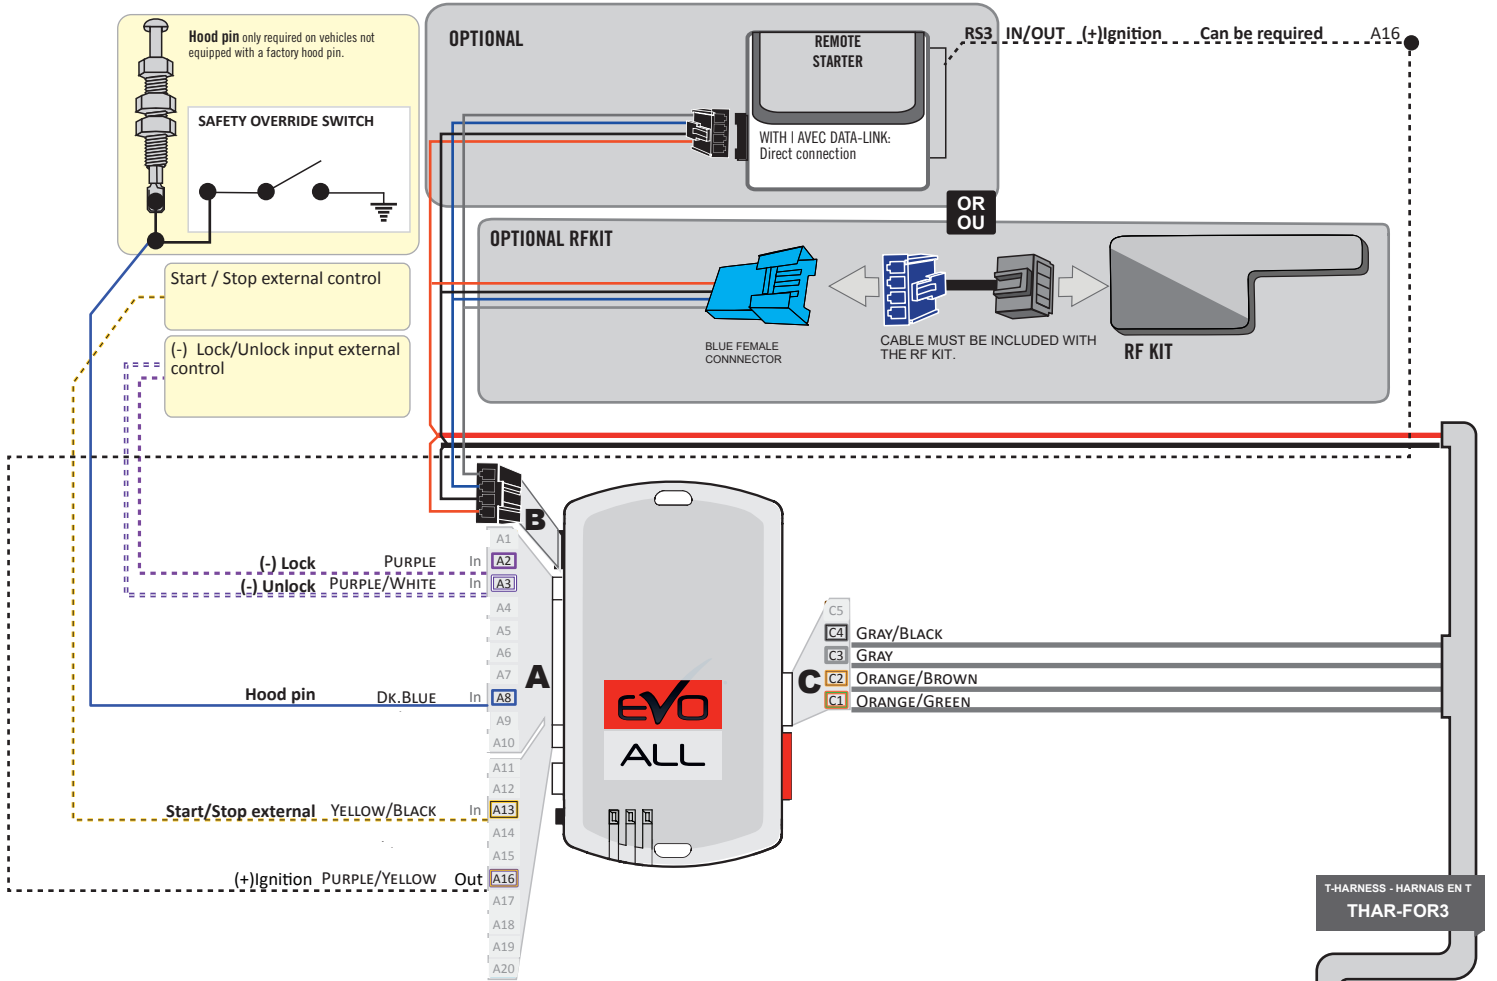 Hood pin only required on vehicles not
equipped with a factory hood pin.
SAFETY OVERRIDE SWITCH
OPTIONAL
REMOTE
STARTER
WITH | AVEC DATA-LINK:
Direct connection
RS3 IN/OUT (+)Ignition Can be required A16
OR
OU
Start / Stop external control
(-) Lock/Unlock input external
control
OPTIONAL RFKIT
BLUE FEMALE
CONNNECTOR
CABLE MUST BE INCLUDED WITH
THE RF KIT.
RF KIT
B
A1
(-) Lock PURPLE In A2
(-) Unlock PURPLE/WHITE In A3
A4
A5
A6
A7
A
Hood pin DK.BLUE In A8
A9
A10
A11
A12
Start/Stop external YELLOW/BLACK In A13
A14
A15
(+)Ignition PURPLE/YELLOW Out A16
A17
A18
A19
A20
EVO
ALL
C
C5
C4 GRAY/BLACK
C3 GRAY
C2 ORANGE/BROWN
C1 ORANGE/GREEN
T-HARNESS - HARNAIS EN T
THAR-FOR3